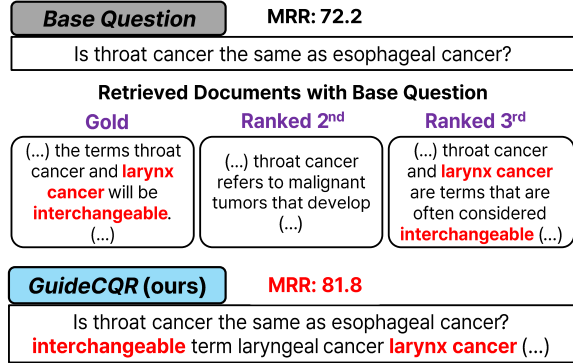 Base Question MRR: 72.2
Is throat cancer the same as esophageal cancer?
Retrieved Documents with Base Question
Gold
(...) the terms throat
cancer and larynx
cancer will be
interchangeable.
(...)
Ranked 2nd
(...) throat cancer
refers to malignant
tumors that develop
(...)
Ranked 3rd
(...) throat cancer
and larynx cancer
are terms that are
often considered
interchangeable (...)
GuideCQR (ours) MRR: 81.8
Is throat cancer the same as esophageal cancer?
interchangeable term laryngeal cancer larynx cancer (...)